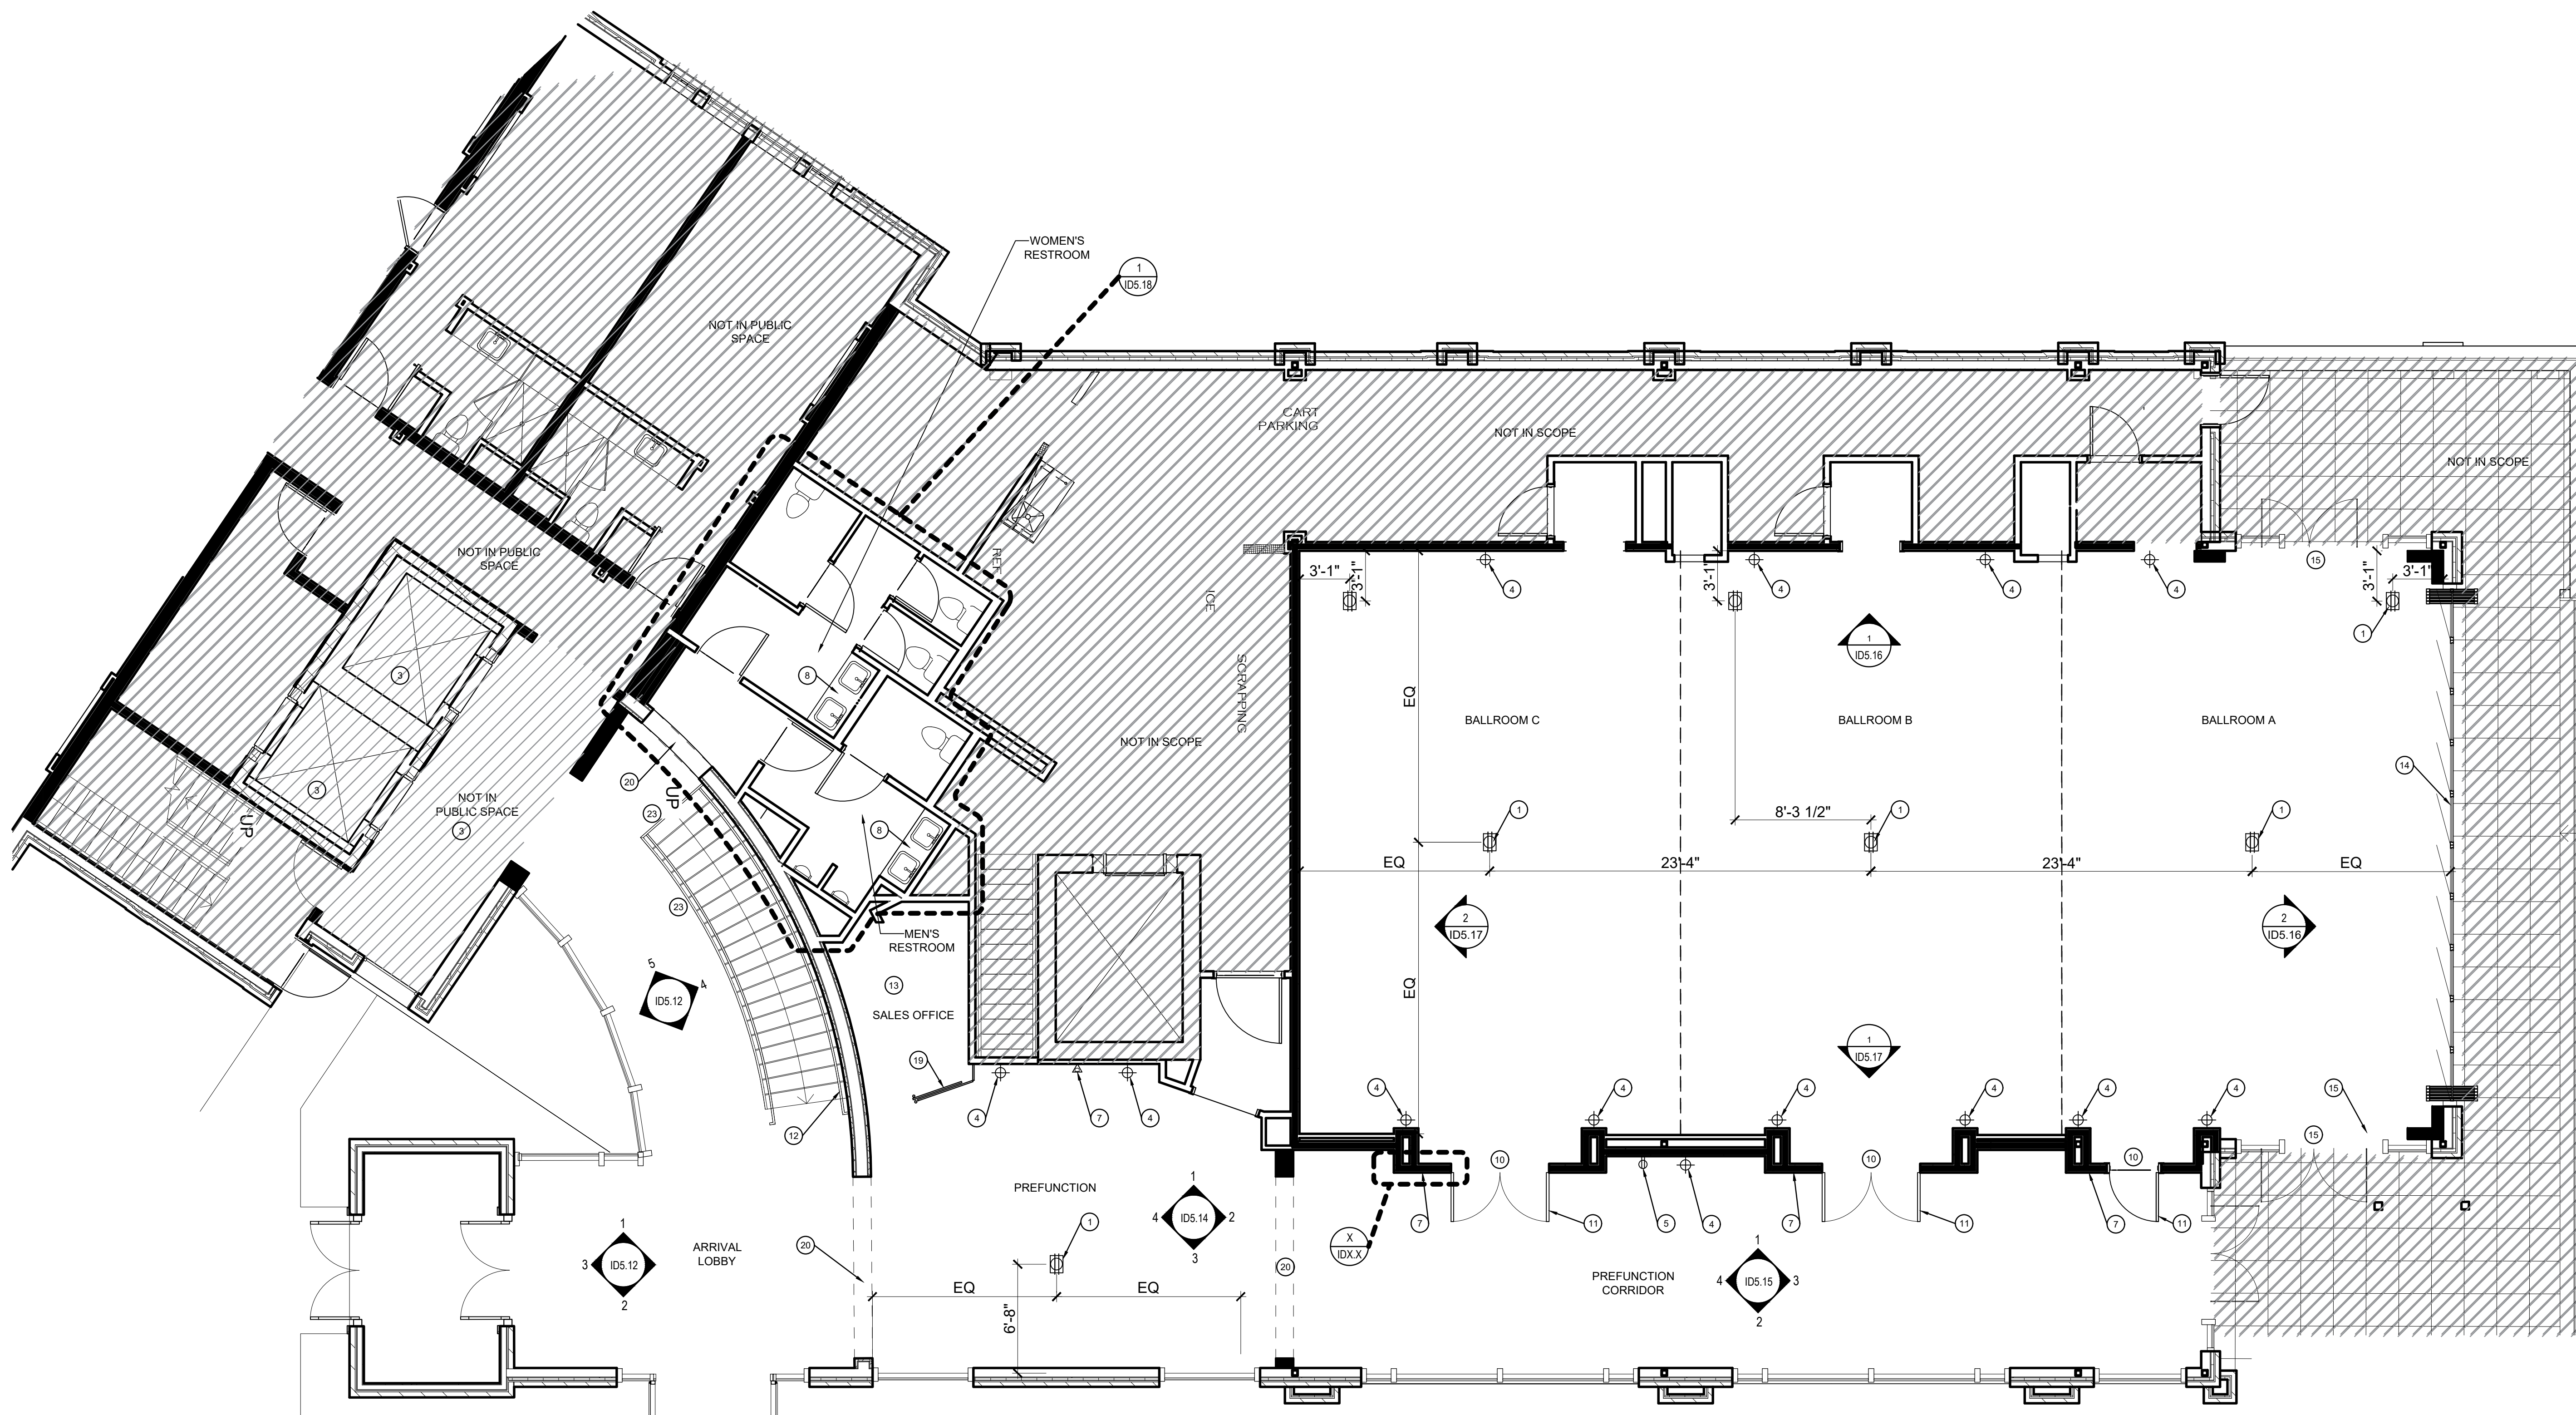 WOMEN'S
RESTROOM
1
ID5.18
NOT IN PUBLIC
SPACE
CART
PARKING
NOT IN SCOPE
NOT IN SCOPE
NOT IN PUBLIC
SPACE
REF.
ICE
SCRAPPING
NOT IN SCOPE
3'-1"
3'-1"
3'-1"
3'-1"
3'-1"
4
4
4
4
15
1
1
ID5.16
EQ
BALLROOM C
BALLROOM B
BALLROOM A
14
3
3
8
20
UP
23
23
NOT IN
PUBLIC SPACE
3
UP
8
8'-3 1/2"
1
1
1
EQ
23'-4"
23'-4"
EQ
2
ID5.17
2
ID5.16
MEN'S
RESTROOM
5
4
ID5.12
13
SALES OFFICE
EQ
1
ID5.17
19
4
7
4
12
4
4
4
4
4
4
15
15
10
10
10
PREFUNCTION
1
4
ID5.14
2
3
7
11
5
4
7
11
7
11
X
IDX.X
1
3
ID5.12
2
ARRIVAL
LOBBY
20
1
20
EQ
EQ
6'-8"
PREFUNCTION
CORRIDOR
1
4
ID5.15
3
2